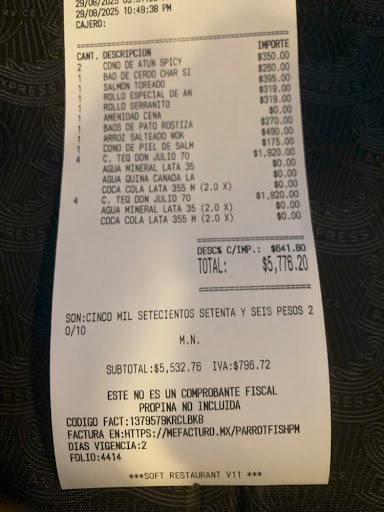 29/08/2025 10:49:38 PM
CAJERO:
CANT. DESCRIPCION IMPORTE
2 CONO DE ATUN SPICY $350.00
1 BAO DE CERDO CHAR SI $260.00
1 SALMON TOREADO $395.00
1 ROLLO ESPECIAL DE AN $319.00
1 ROLLO SERRANITO $319.00
1 AMENIDAD CENA $0.00
1 BAOS DE PATO ROSTIZA $270.00
1 ARROZ SALTEADO WOK $490.00
1 CONO DE PIEL DE SALM $175.00
4 C. TEQ DON JULIO 70 $1,920.00
AGUA MINERAL LATA 35 $0.00
AGUA QUINA CANADA LA $0.00
COCA COLA LATA 355 M (2.0 X) $0.00
4 C. TEQ DON JULIO 70 $1,920.00
AGUA MINERAL LATA 35 (2.0 X) $0.00
COCA COLA LATA 355 M (2.0 X) $0.00
DESC% C/IMP.: $641.80
TOTAL: $5,776.20
SON:CINCO MIL SETECIENTOS SETENTA Y SEIS PESOS 2
0/10
M.N.
SUBTOTAL:$5,532.76 IVA:$796.72
ESTE NO ES UN COMPROBANTE FISCAL
PROPINA NO INCLUIDA
CODIGO FACT:1379579KRCLBKB
FACTURA EN:HTTPS://MEFACTURO.MX/PARROTFISHPM
DIAS VIGENCIA:2
FOLIO:4414
***SOFT RESTAURANT V11 ***